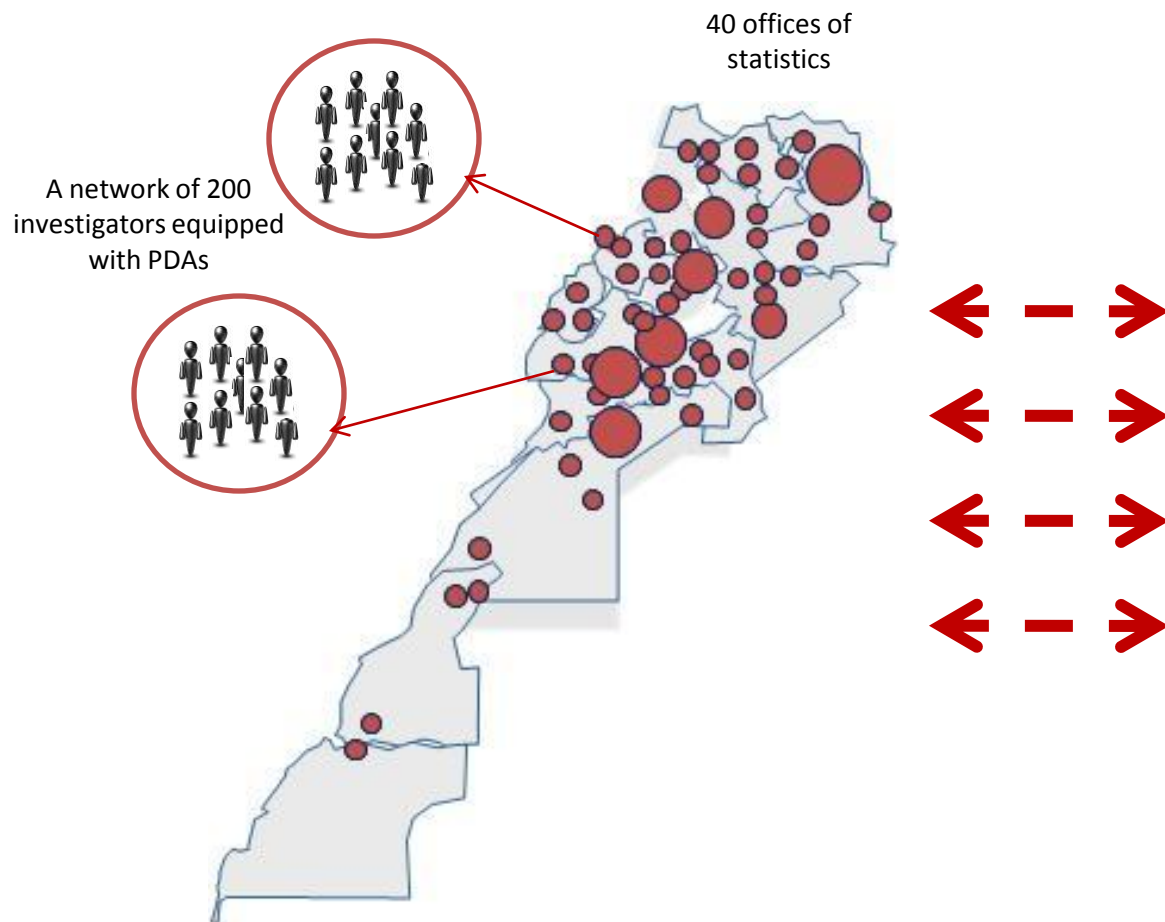 40 offices of
statistics
A network of 200
investigators equipped
with PDAs